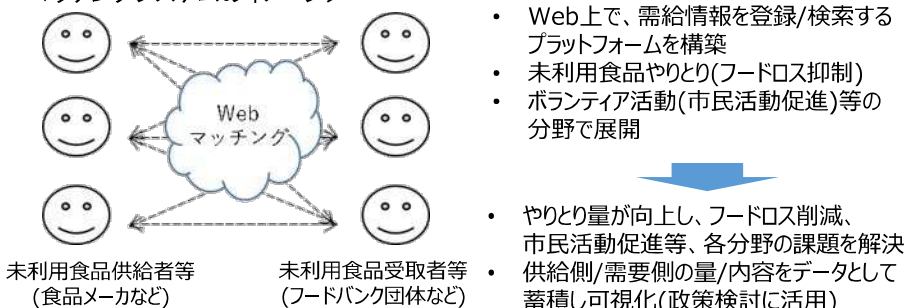 Web
マッチング
未利用食品供給者等
(食品メーカなど)
未利用食品受取者等
(フードバンク団体など)
• Web上で、需給情報を登録/検索する
プラットフォームを構築
• 未利用食品やりとり(フードロス抑制)
• ボランティア活動(市民活動促進)等の
分野で展開
• やりとり量が向上し、フードロス削減、
市民活動促進等、各分野の課題を解決
• 供給側/需要側の量/内容をデータとして
蓄積し可視化(政策検討に活用)